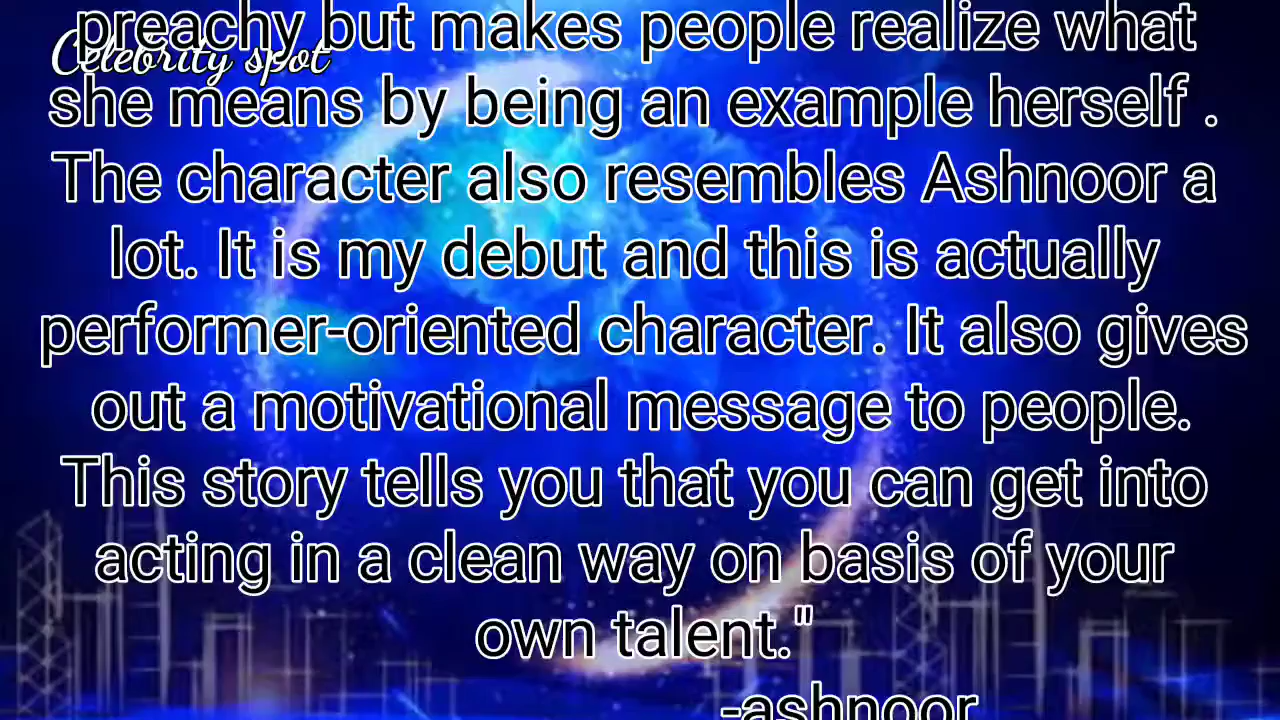 preachy but makes people realize what
Celebrity spot
she means by being an example herself .
The character also resembles Ashnoor a
lot. It is my debut and this is actually
performer-oriented character. It also gives
out a motivational message to people.
This story tells you that you can get into
acting in a clean way on basis of your
own talent."
-ashnoor